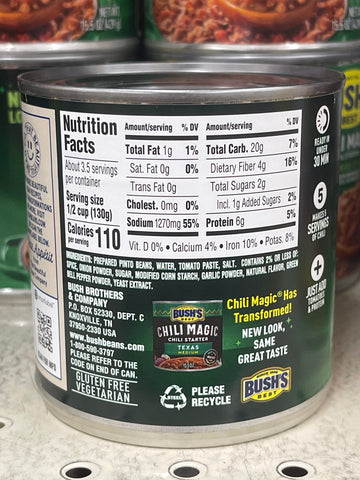 Nutrition
Facts
About 3.5 servings
per container
Serving size
1/2 cup (130g)
Calories 110
per serving
Amount/serving % DV
Total Fat 1g 1%
Sat. Fat 0g 0%
Trans Fat 0g
Cholest. 0mg 0%
Sodium 1270mg 55%
Amount/serving % DV
Total Carb. 20g 7%
Dietary Fiber 4g 16%
Total Sugars 2g
Incl. 1g Added Sugars 2%
Protein 6g 5%
Vit. D 0% • Calcium 4% • Iron 10% • Potas. 8%
INGREDIENTS: PREPARED PINTO BEANS, WATER, TOMATO PASTE, SALT. CONTAINS 2% OR LESS OF:
SPICE, ONION POWDER, SUGAR, MODIFIED CORN STARCH, GARLIC POWDER, NATURAL FLAVOR, GREEN
BELL PEPPER POWDER, YEAST EXTRACT.
BUSH BROTHERS
& COMPANY
P.O. BOX 52330, DEPT. C
KNOXVILLE, TN
37950-2330 USA
www.bushbeans.com
1-800-590-3797
PLEASE REFER TO THE
CODE ON END OF CAN.
GLUTEN FREE
VEGETARIAN
BUSH'S
BEST
CHILI MAGIC
CHILI STARTER
TEXAS
MEDIUM
Chili Magic® Has
Transformed!
NEW LOOK,
SAME
GREAT TASTE
STEEL
PLEASE
RECYCLE
BUSH'S
BEST
READY IN
UNDER
30 MIN
5
MAKES 5
SERVINGS
OF CHILI
+
JUST ADD
TOMATOES
& PROTEIN